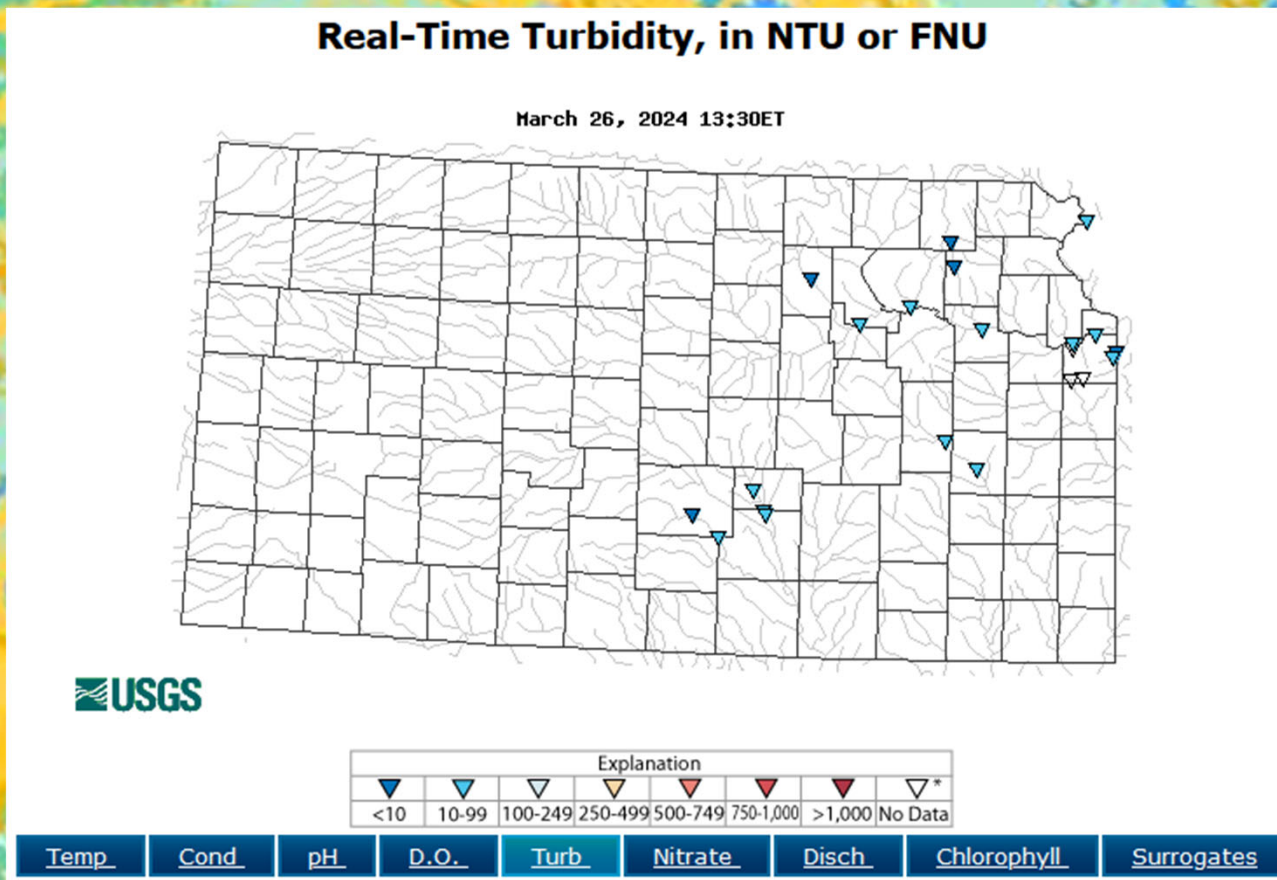 Real-Time Turbidity, in NTU or FNU
March 26, 2024 13:30ET
USGS
Explanation
*
<10 10-99 100-249 250-499 500-749 750-1,000 >1,000 No Data
Temp Cond pH D.O. Turb Nitrate Disch Chlorophyll Surrogates